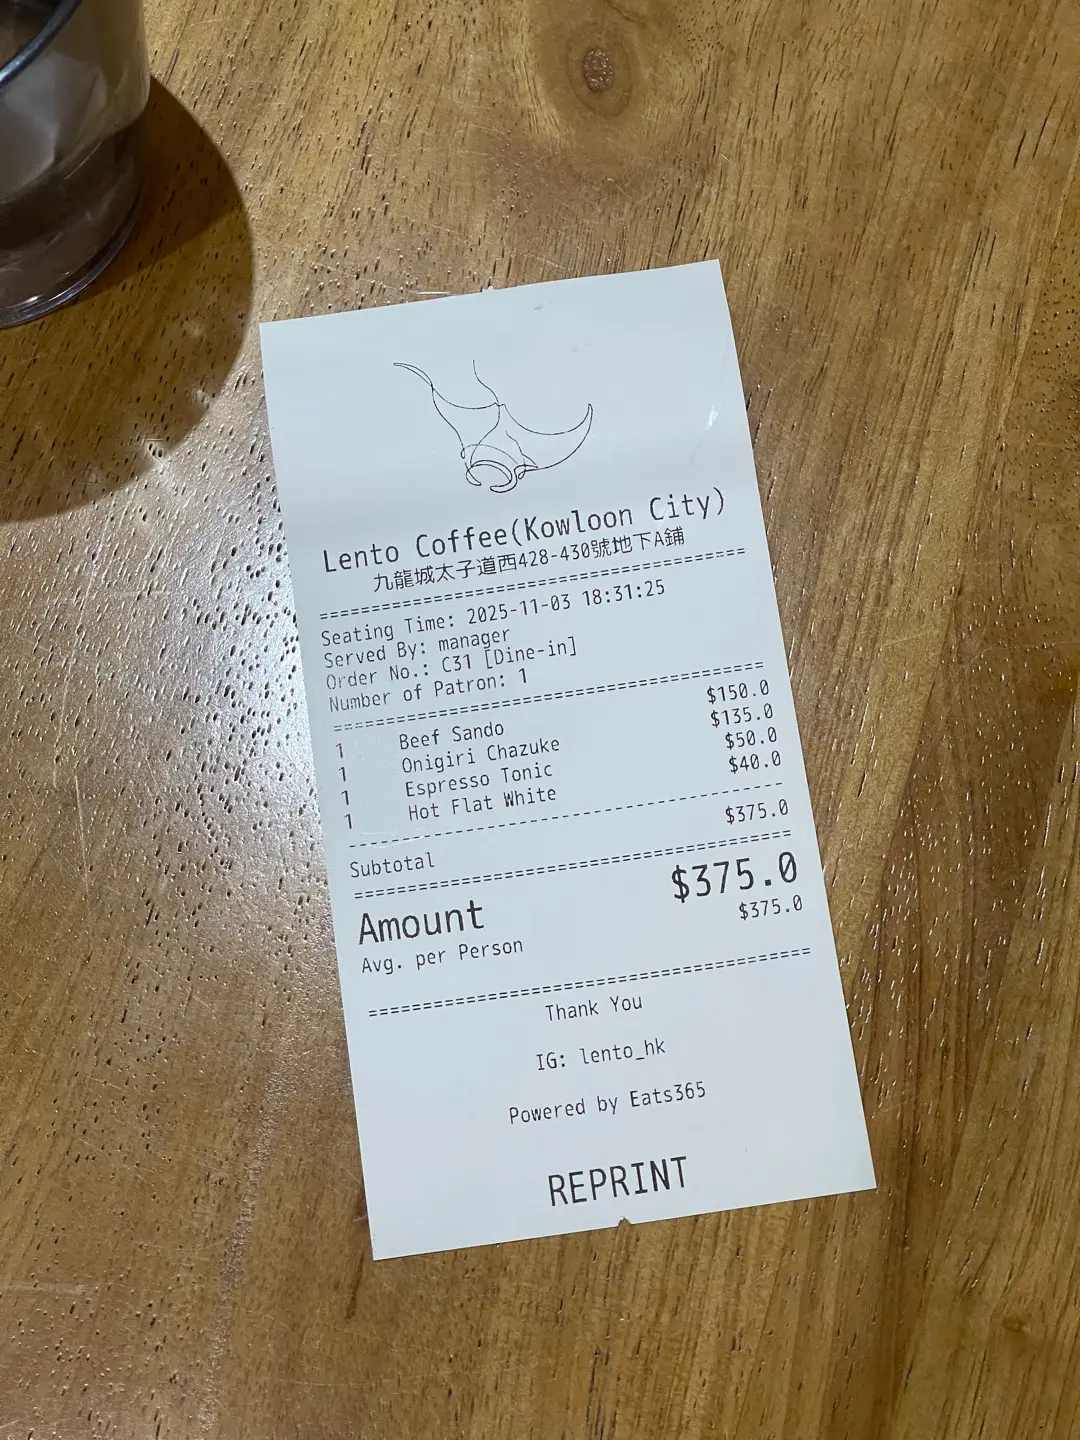 Lento Coffee(Kowloon City)
九龍城太子道西428-430號地下A鋪
======================================
Seating Time: 2025-11-03 18:31:25
Served By: manager
Order No.: C31 [Dine-in]
Number of Patron: 1
======================================
1 Beef Sando $150.0
1 Onigiri Chazuke $135.0
1 Espresso Tonic $50.0
1 Hot Flat White $40.0
--------------------------------------
Subtotal $375.0
======================================
Amount $375.0
Avg. per Person $375.0
======================================
Thank You
IG: lento_hk
Powered by Eats365
REPRINT